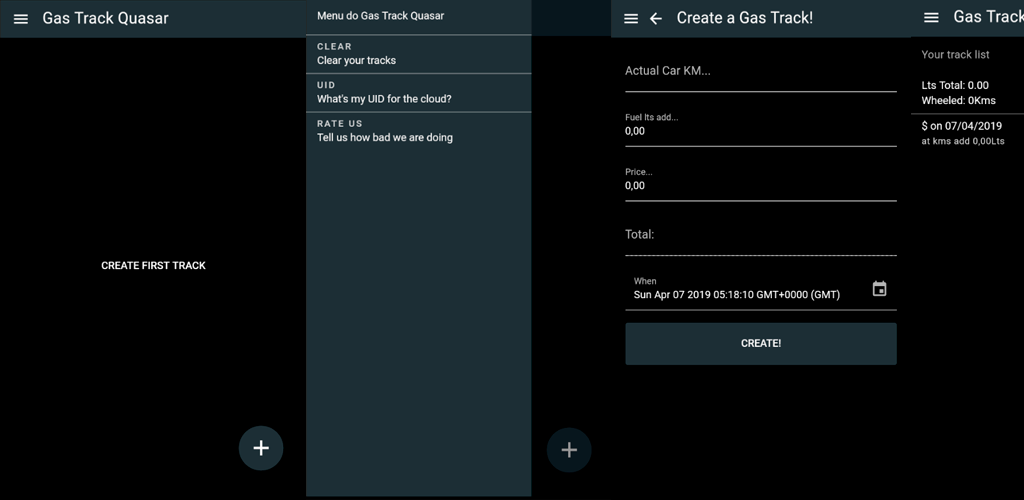 Gas Track Quasar
CREATE FIRST TRACK
Menu do Gas Track Quasar
CLEAR
Clear your tracks
UID
What's my UID for the cloud?
RATE US
Tell us how bad we are doing
Create a Gas Track!
Actual Car KM...
Fuel lts add...
0,00
Price...
0,00
Total:
When
Sun Apr 07 2019 05:18:10 GMT+0000 (GMT)
CREATE!
Gas Track
Your track list
Lts Total: 0.00
Wheeled: 0Kms
$ on 07/04/2019
at kms add 0,00Lts